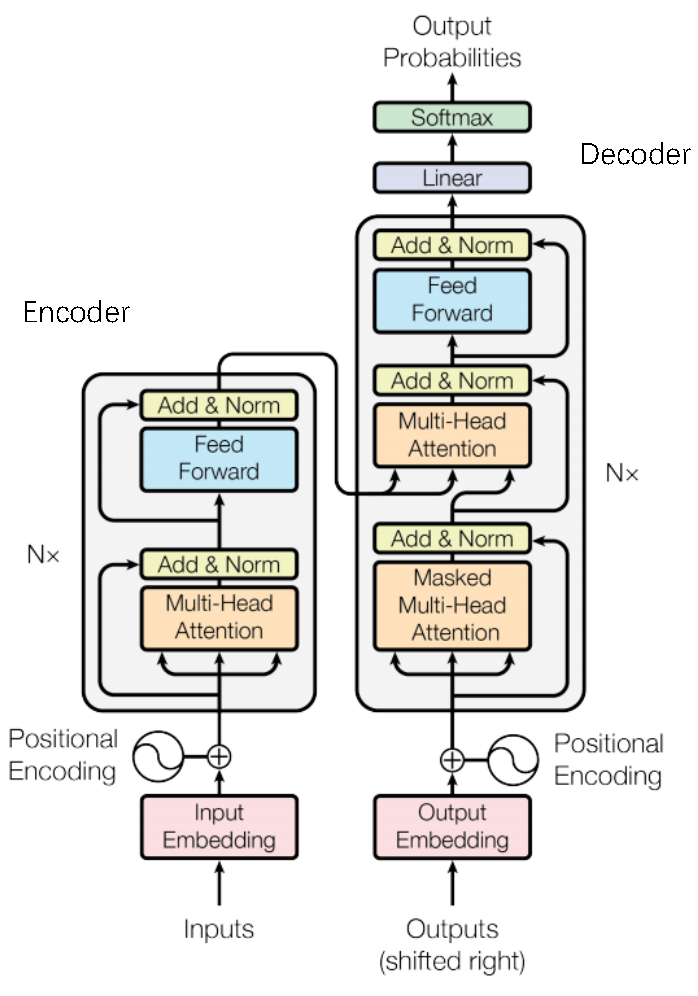 Output
Probabilities
Softmax
Linear
Decoder
Add & Norm
Feed
Forward
Add & Norm
Multi-Head
Attention
N×
Add & Norm
Masked
Multi-Head
Attention
Positional
Encoding
Output
Embedding
Outputs
(shifted right)
Encoder
Add & Norm
Feed
Forward
N×
Add & Norm
Multi-Head
Attention
Positional
Encoding
Input
Embedding
Inputs